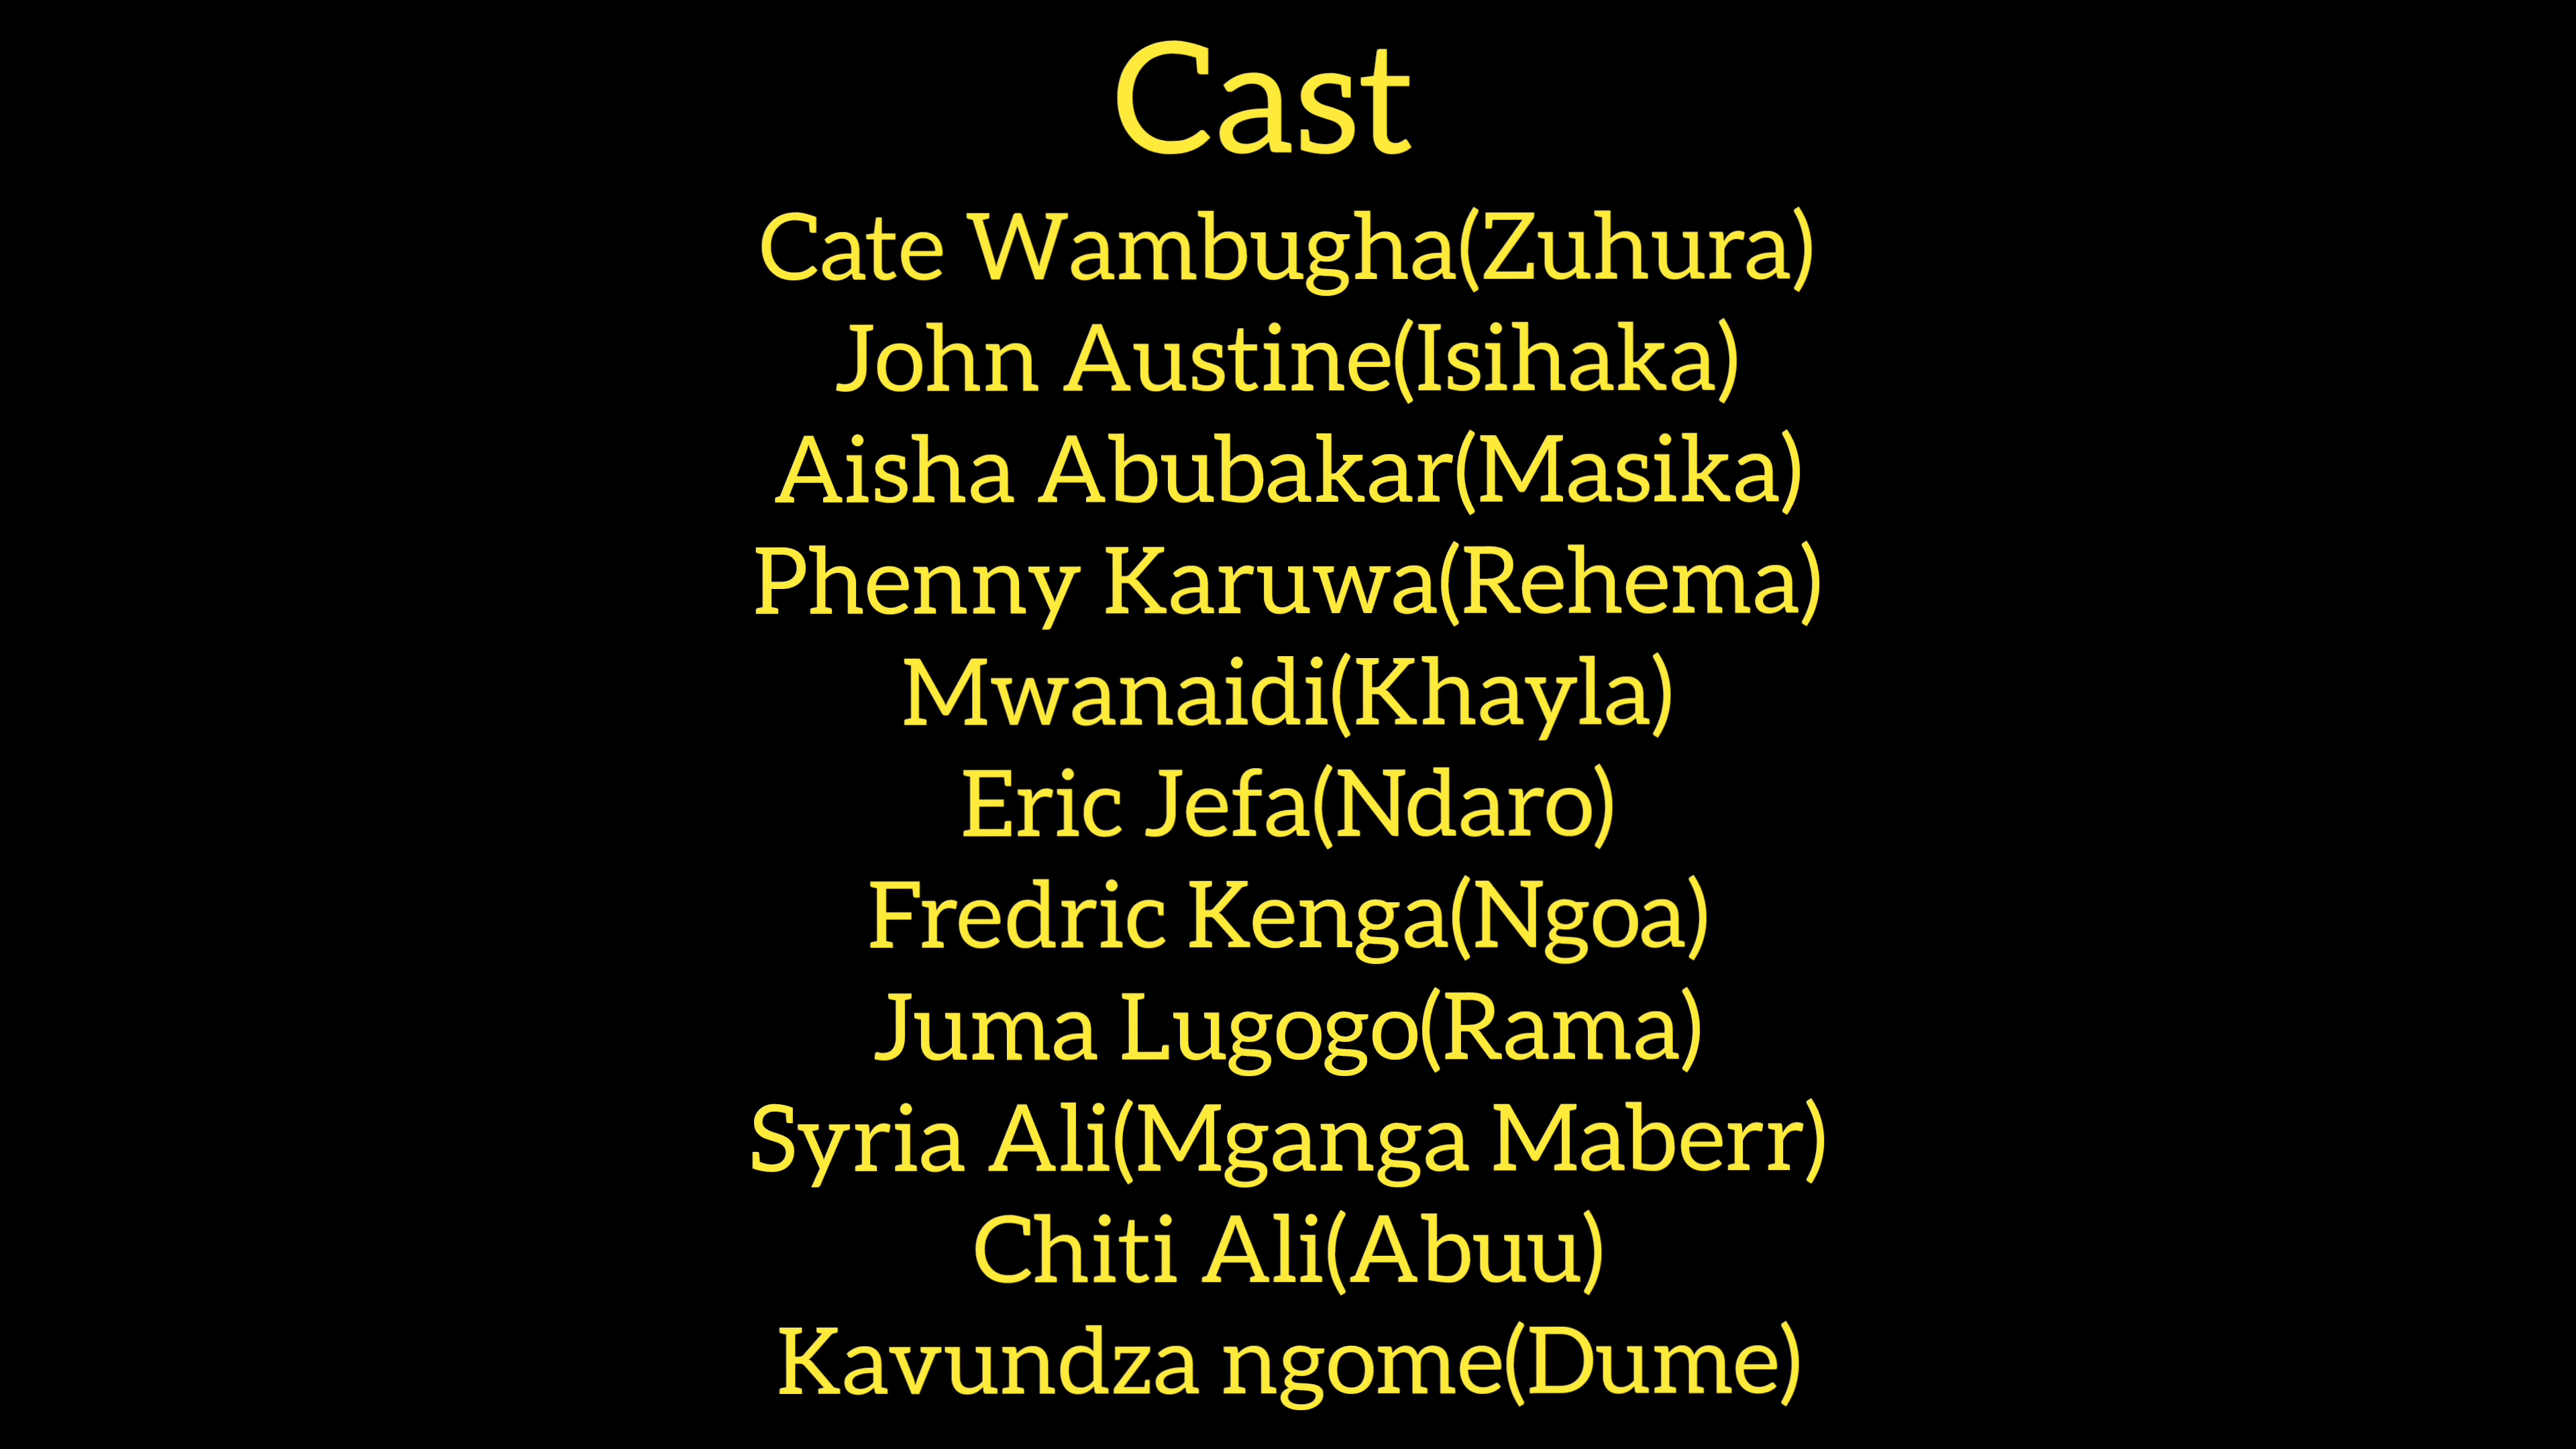 Cast
Cate Wambugha(Zuhura)
John Austine(Isihaka)
Aisha Abubakar(Masika)
Phenny Karuwa(Rehema)
Mwanaidi(Khayla)
Eric Jefa(Ndaro)
Fredric Kenga(Ngoa)
Juma Lugogo(Rama)
Syria Ali(Mganga Maberr)
Chiti Ali(Abuu)
Kavundza ngome(Dume)